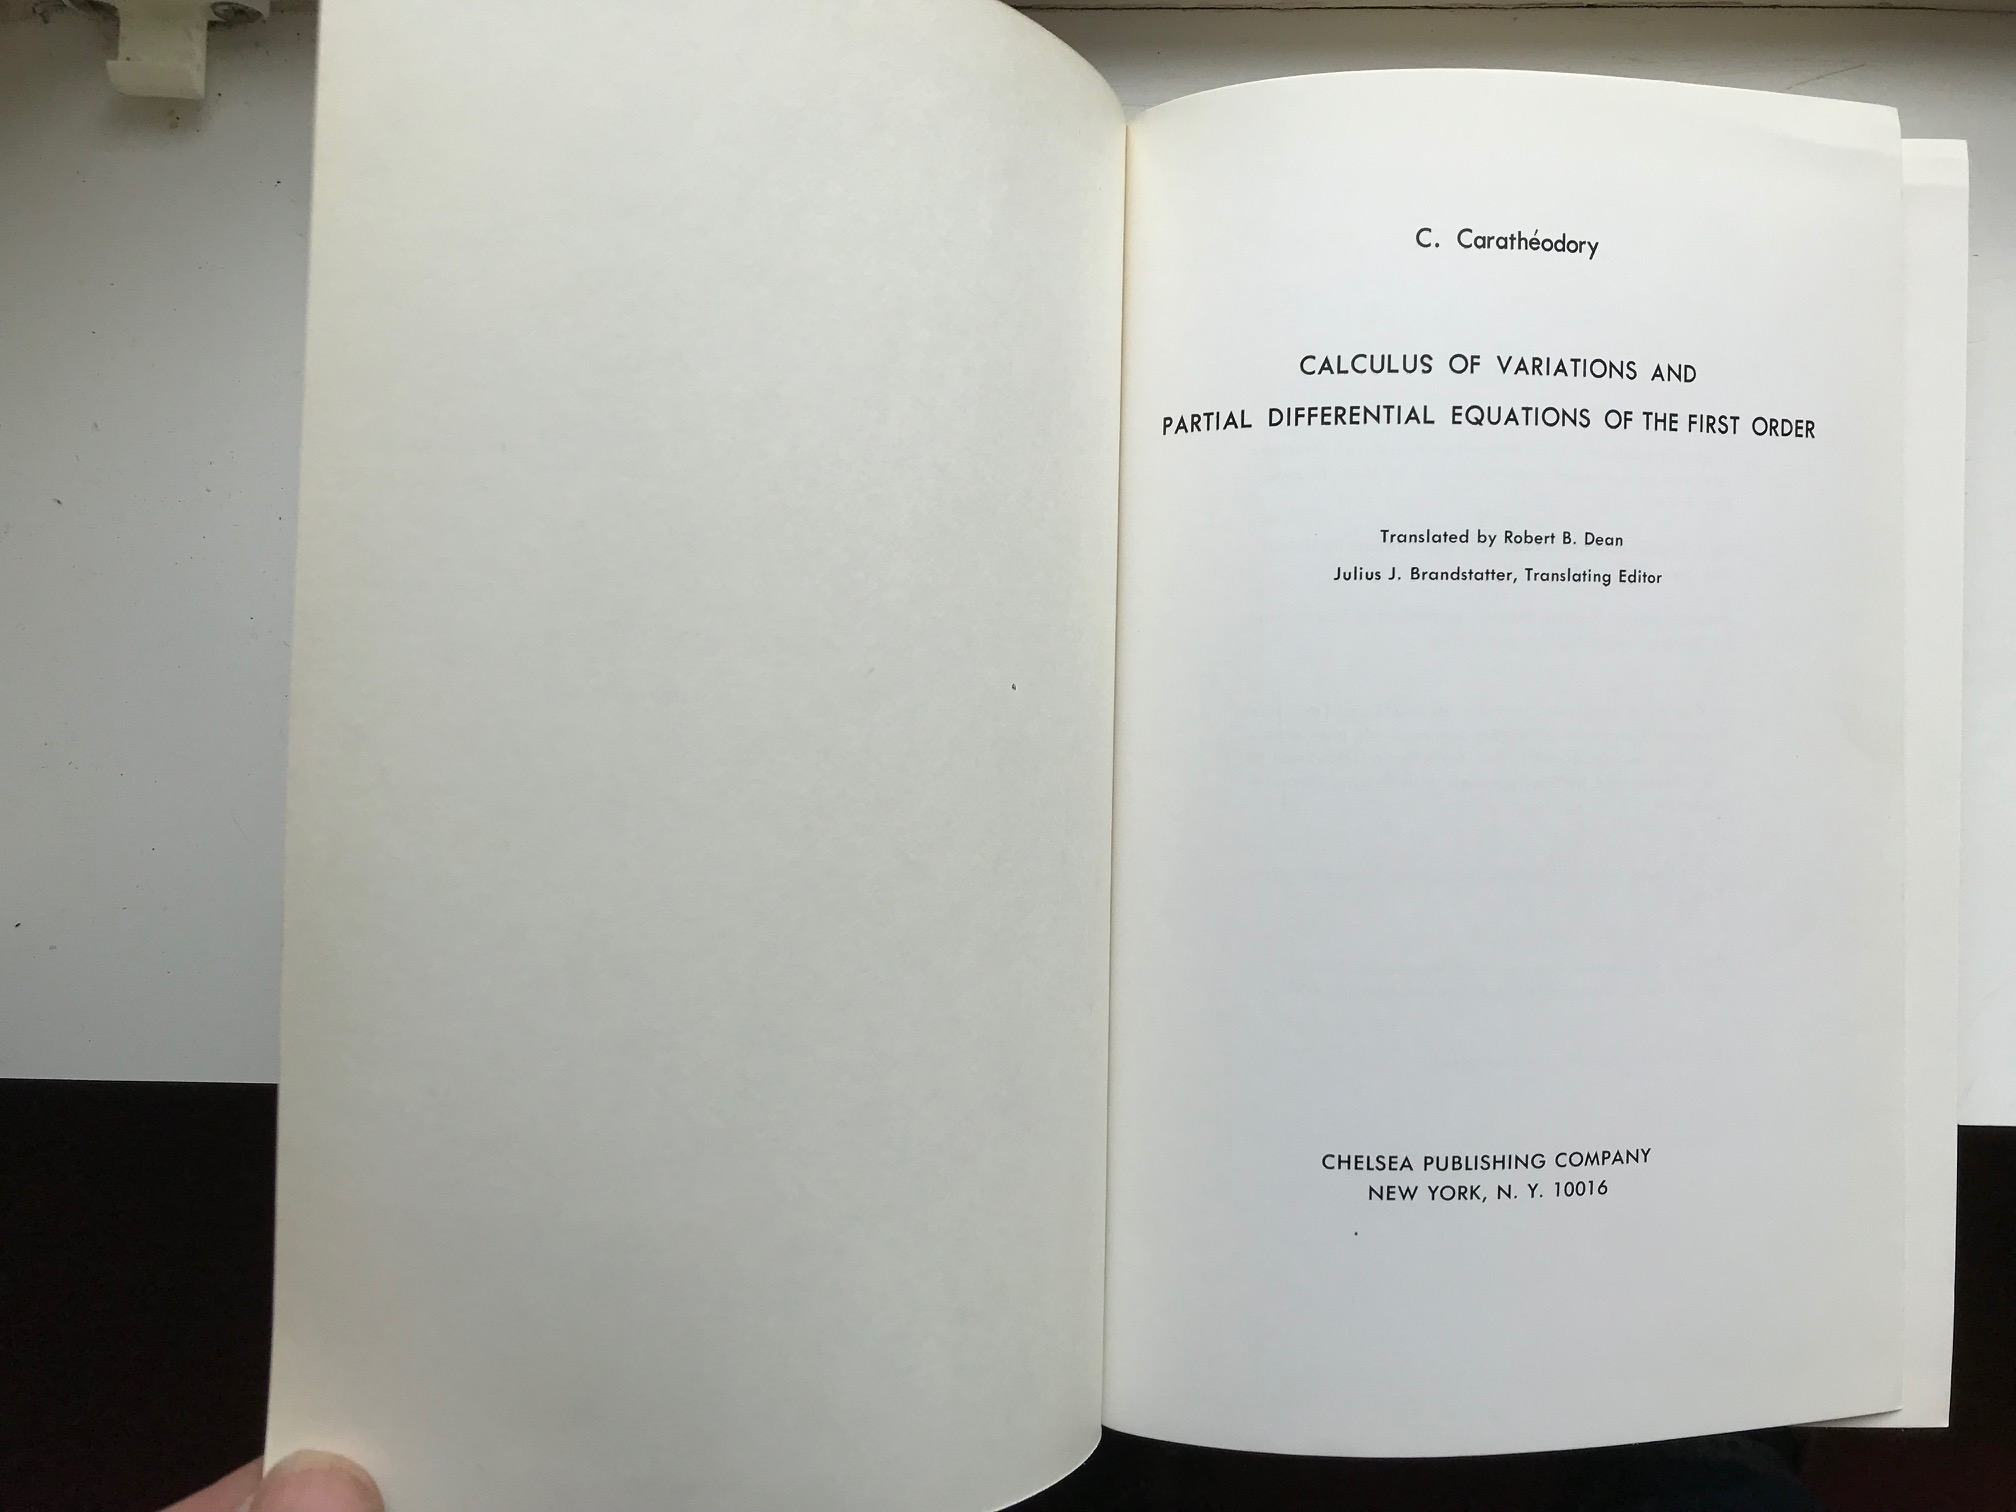 C. Carathéodory
CALCULUS OF VARIATIONS AND
PARTIAL DIFFERENTIAL EQUATIONS OF THE FIRST ORDER
Translated by Robert B. Dean
Julius J. Brandstatter, Translating Editor
CHELSEA PUBLISHING COMPANY
NEW YORK, N. Y. 10016